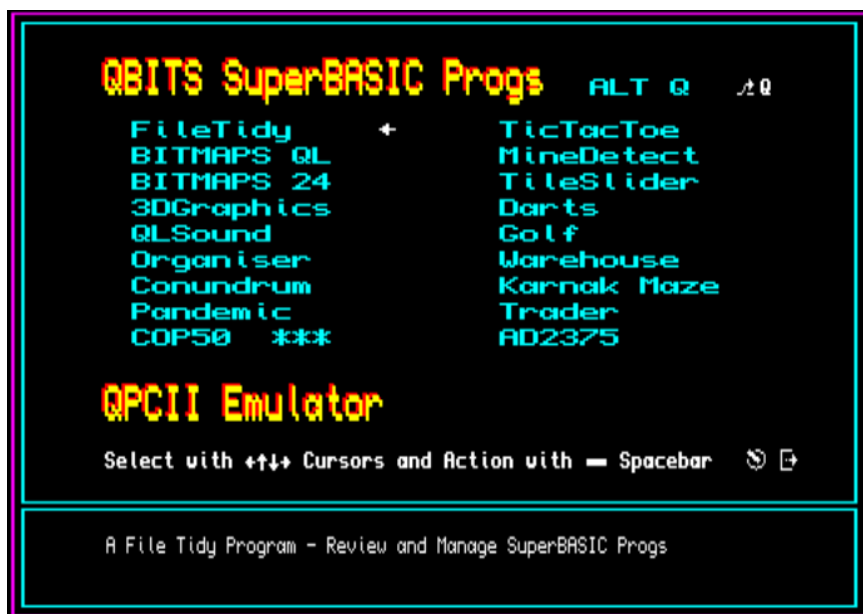 QBITS SuperBASIC Progs ALT Q ⎇Q
FileTidy ← TicTacToe
BITMAPS QL MineDetect
BITMAPS 24 TileSlider
3DGraphics Darts
QLSound Golf
Organiser Warehouse
Conundrum Karnak Maze
Pandemic Trader
COP50 *** AD2375
QPCII Emulator
Select with ←↑↓→ Cursors and Action with ▬ Spacebar
A File Tidy Program - Review and Manage SuperBASIC Progs